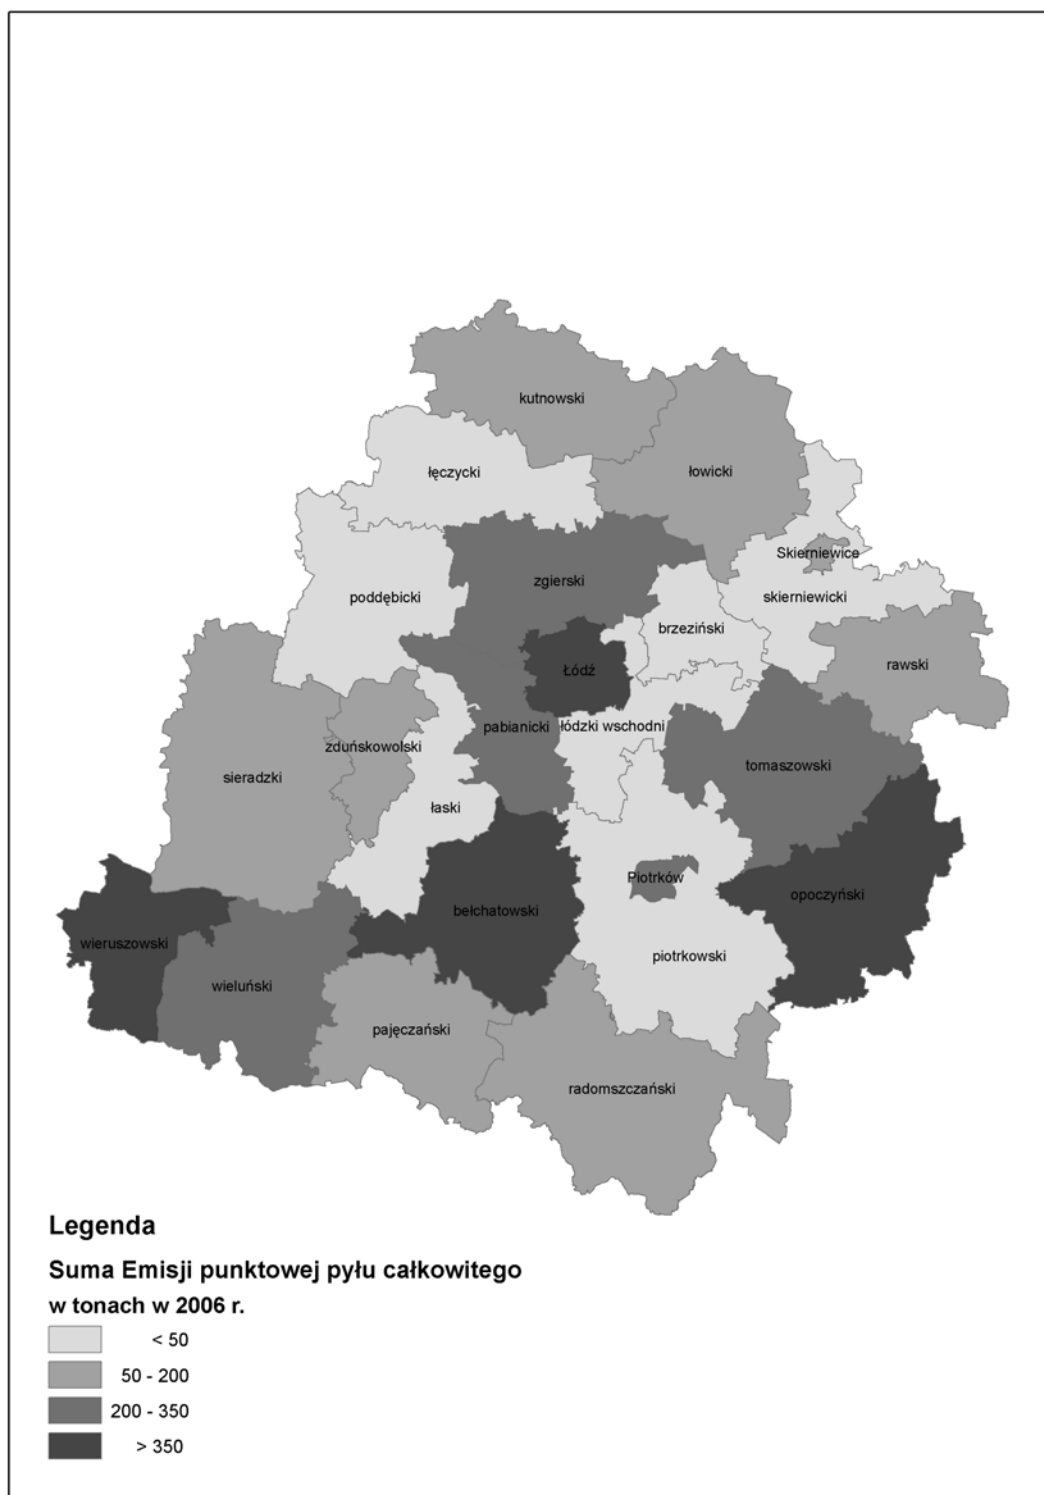 kutnowski
łęczycki
łowicki
Skierniewice
zgierski
poddębicki
skierniewicki
brzeziński
rawski
Łódź
pabianicki
łódzki wschodni
zduńskowolski
tomaszowski
sieradzki
łaski
Piotrków
opoczyński
bełchatowski
wieruszowski
piotrkowski
wieluński
pajęczański
radomszczański
Legenda
Suma Emisji punktowej pyłu całkowitego
w tonach w 2006 r.
< 50
50 - 200
200 - 350
> 350